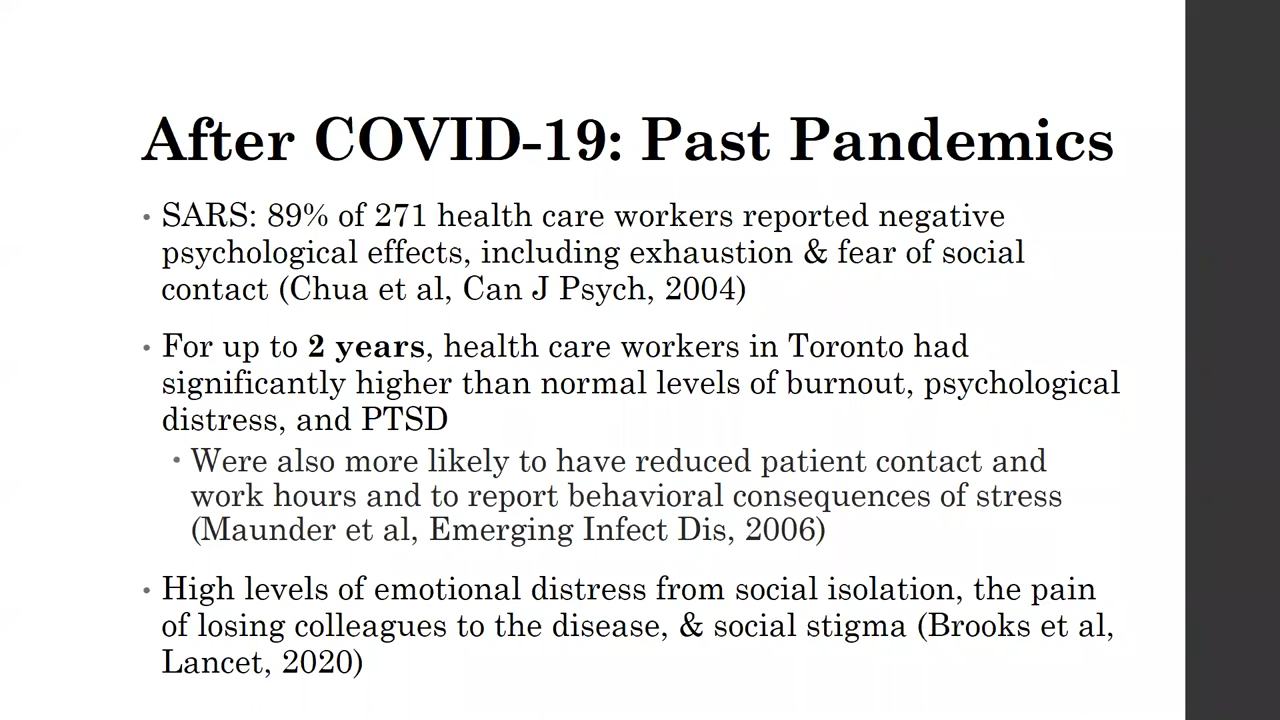 After COVID-19: Past Pandemics
• SARS: 89% of 271 health care workers reported negative
psychological effects, including exhaustion & fear of social
contact (Chua et al, Can J Psych, 2004)
• For up to 2 years, health care workers in Toronto had
significantly higher than normal levels of burnout, psychological
distress, and PTSD
• Were also more likely to have reduced patient contact and
work hours and to report behavioral consequences of stress
(Maunder et al, Emerging Infect Dis, 2006)
• High levels of emotional distress from social isolation, the pain
of losing colleagues to the disease, & social stigma (Brooks et al,
Lancet, 2020)